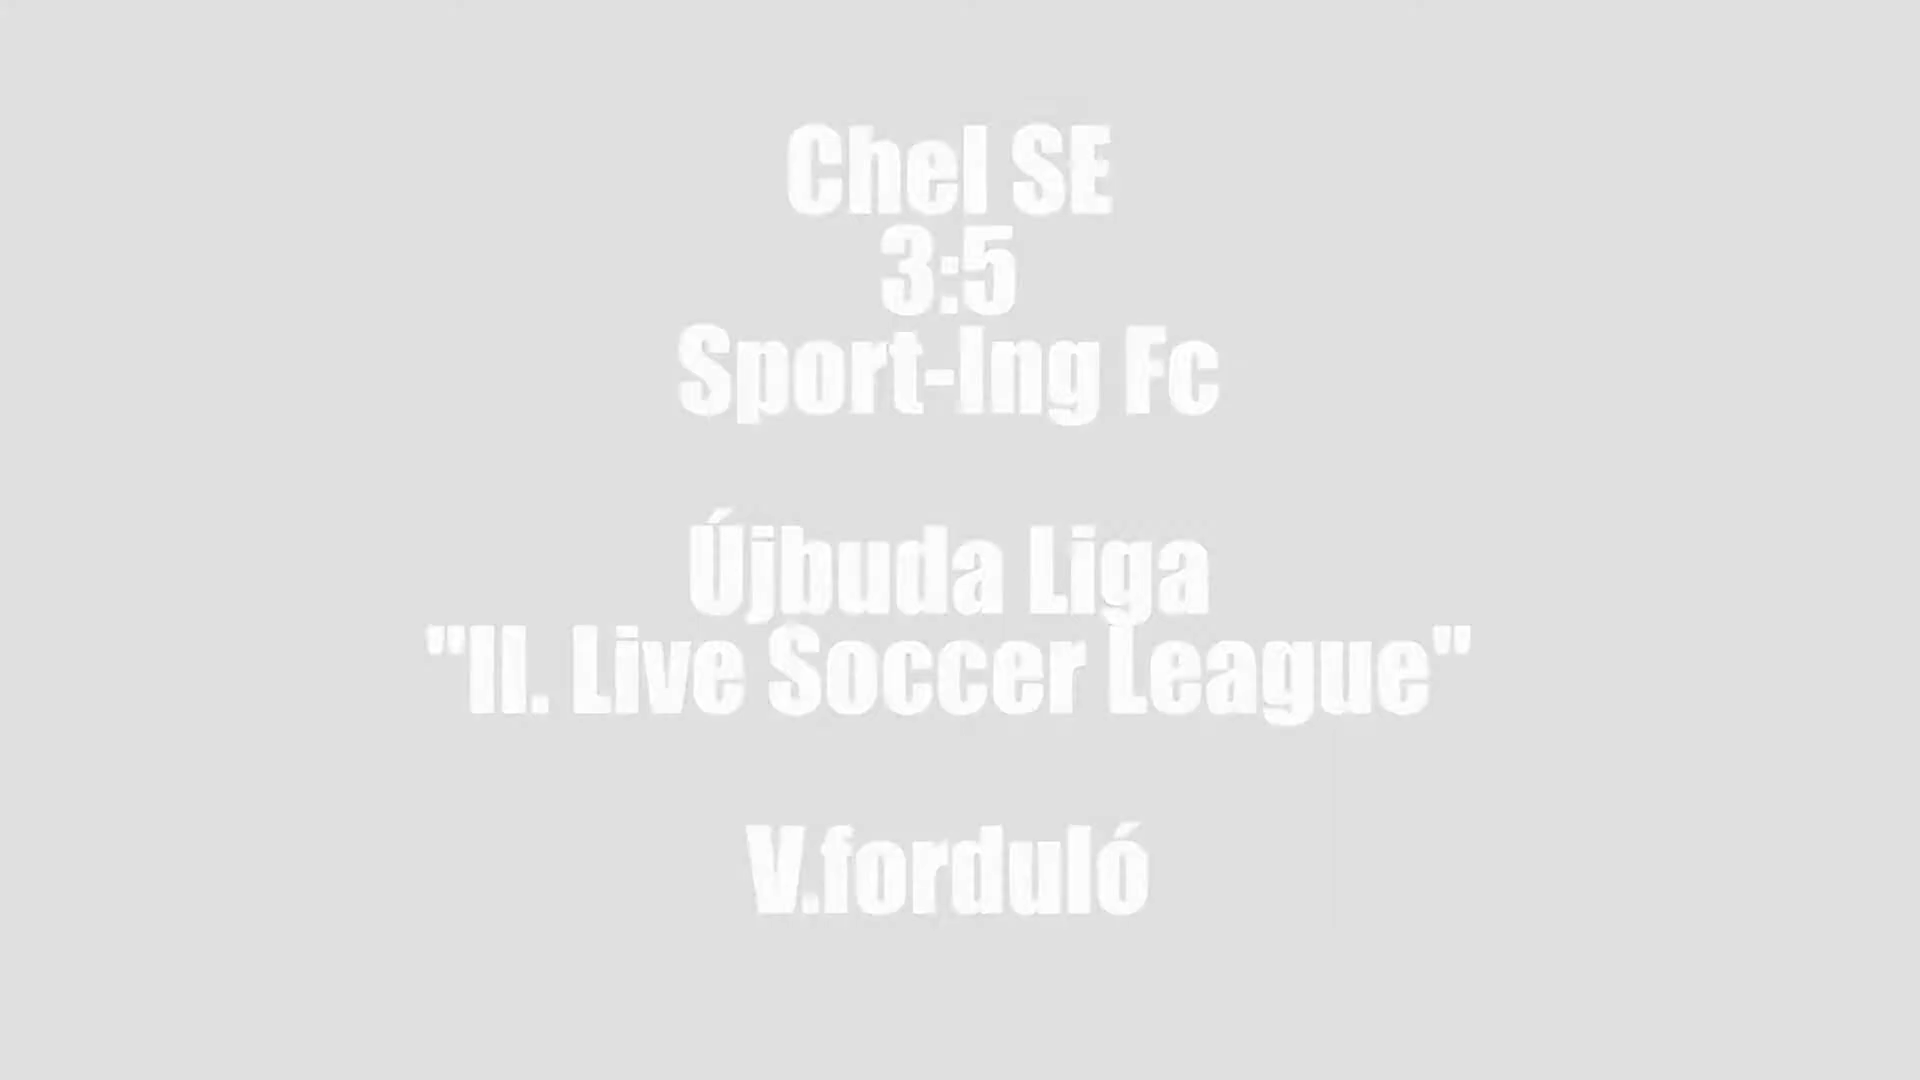 Chel SE
3:5
Sport-Ing Fc
Újbuda Liga
"II. Live Soccer League"
V.forduló